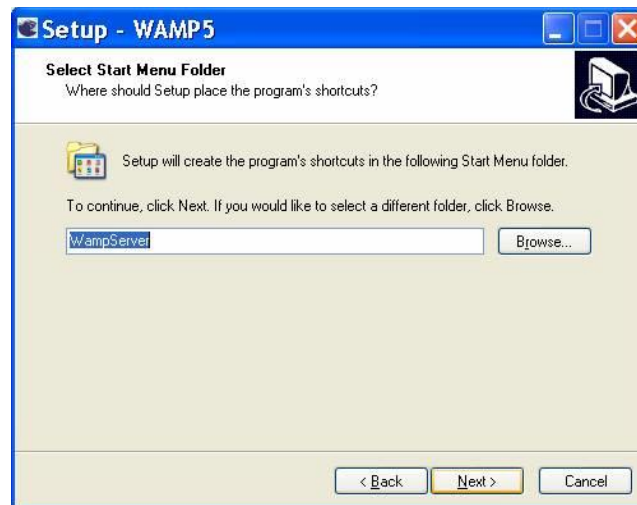 Setup - WAMP5
Select Start Menu Folder
Where should Setup place the program's shortcuts?
Setup will create the program's shortcuts in the following Start Menu folder.
To continue, click Next. If you would like to select a different folder, click Browse.
WampServer
Browse...
< Back
Next >
Cancel